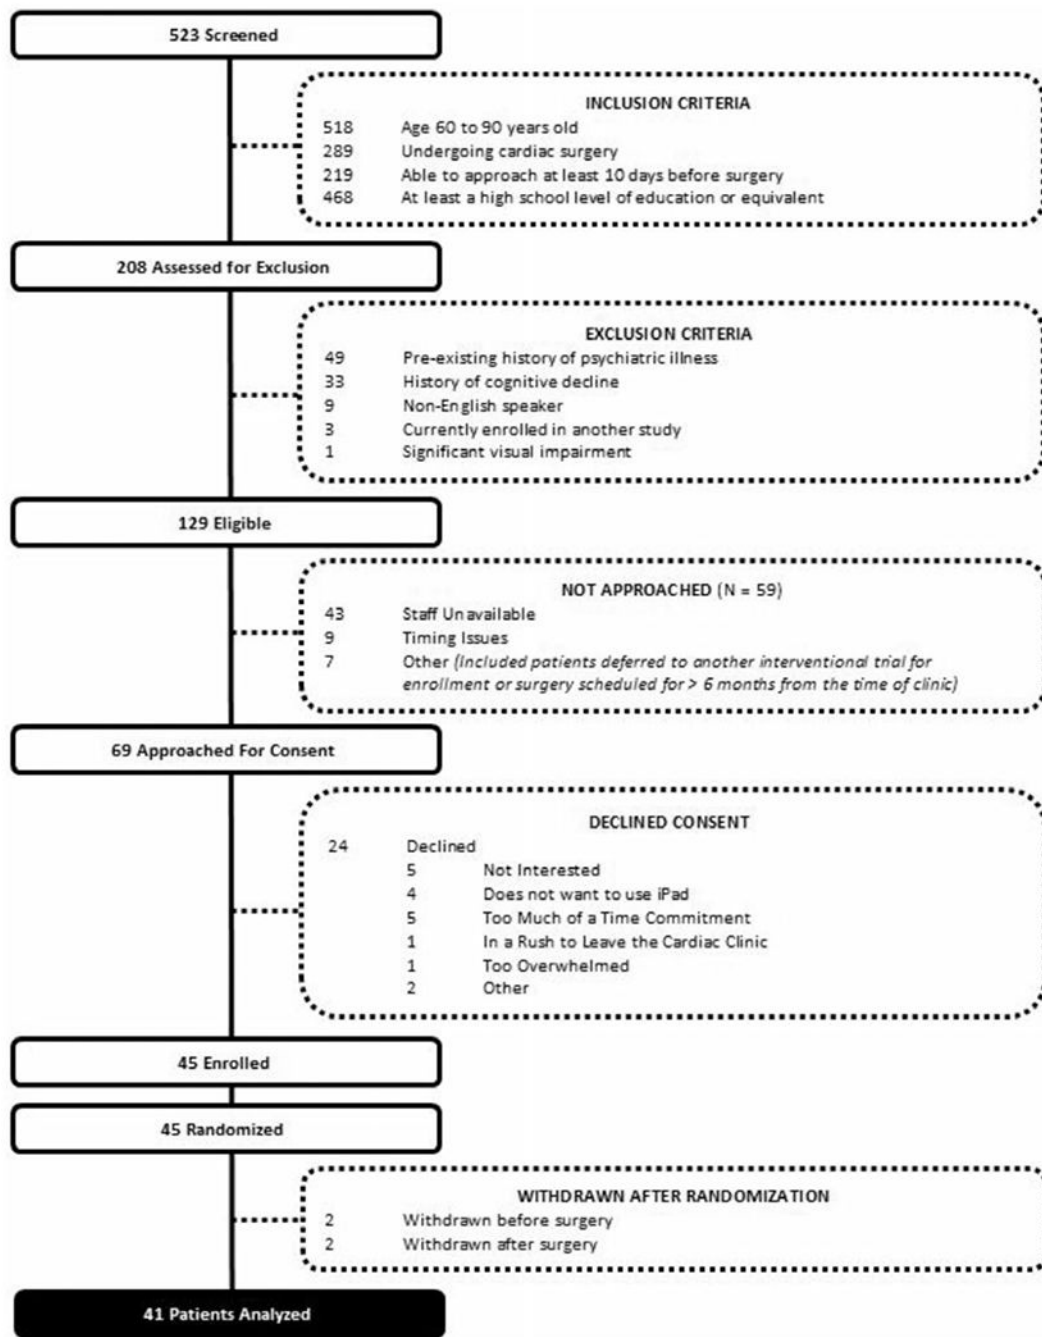 523 Screened
INCLUSION CRITERIA
518 Age 60 to 90 years old
289 Undergoing cardiac surgery
219 Able to approach at least 10 days before surgery
468 At least a high school level of education or equivalent
208 Assessed for Exclusion
EXCLUSION CRITERIA
49 Pre-existing history of psychiatric illness
33 History of cognitive decline
9 Non-English speaker
3 Currently enrolled in another study
1 Significant visual impairment
129 Eligible
NOT APPROACHED (N = 59)
43 Staff Unavailable
9 Timing Issues
7 Other (Included patients deferred to another interventional trial for
enrollment or surgery scheduled for > 6 months from the time of clinic)
69 Approached For Consent
DECLINED CONSENT
24 Declined
5 Not Interested
4 Does not want to use iPad
5 Too Much of a Time Commitment
1 In a Rush to Leave the Cardiac Clinic
1 Too Overwhelmed
2 Other
45 Enrolled
45 Randomized
WITHDRAWN AFTER RANDOMIZATION
2 Withdrawn before surgery
2 Withdrawn after surgery
41 Patients Analyzed